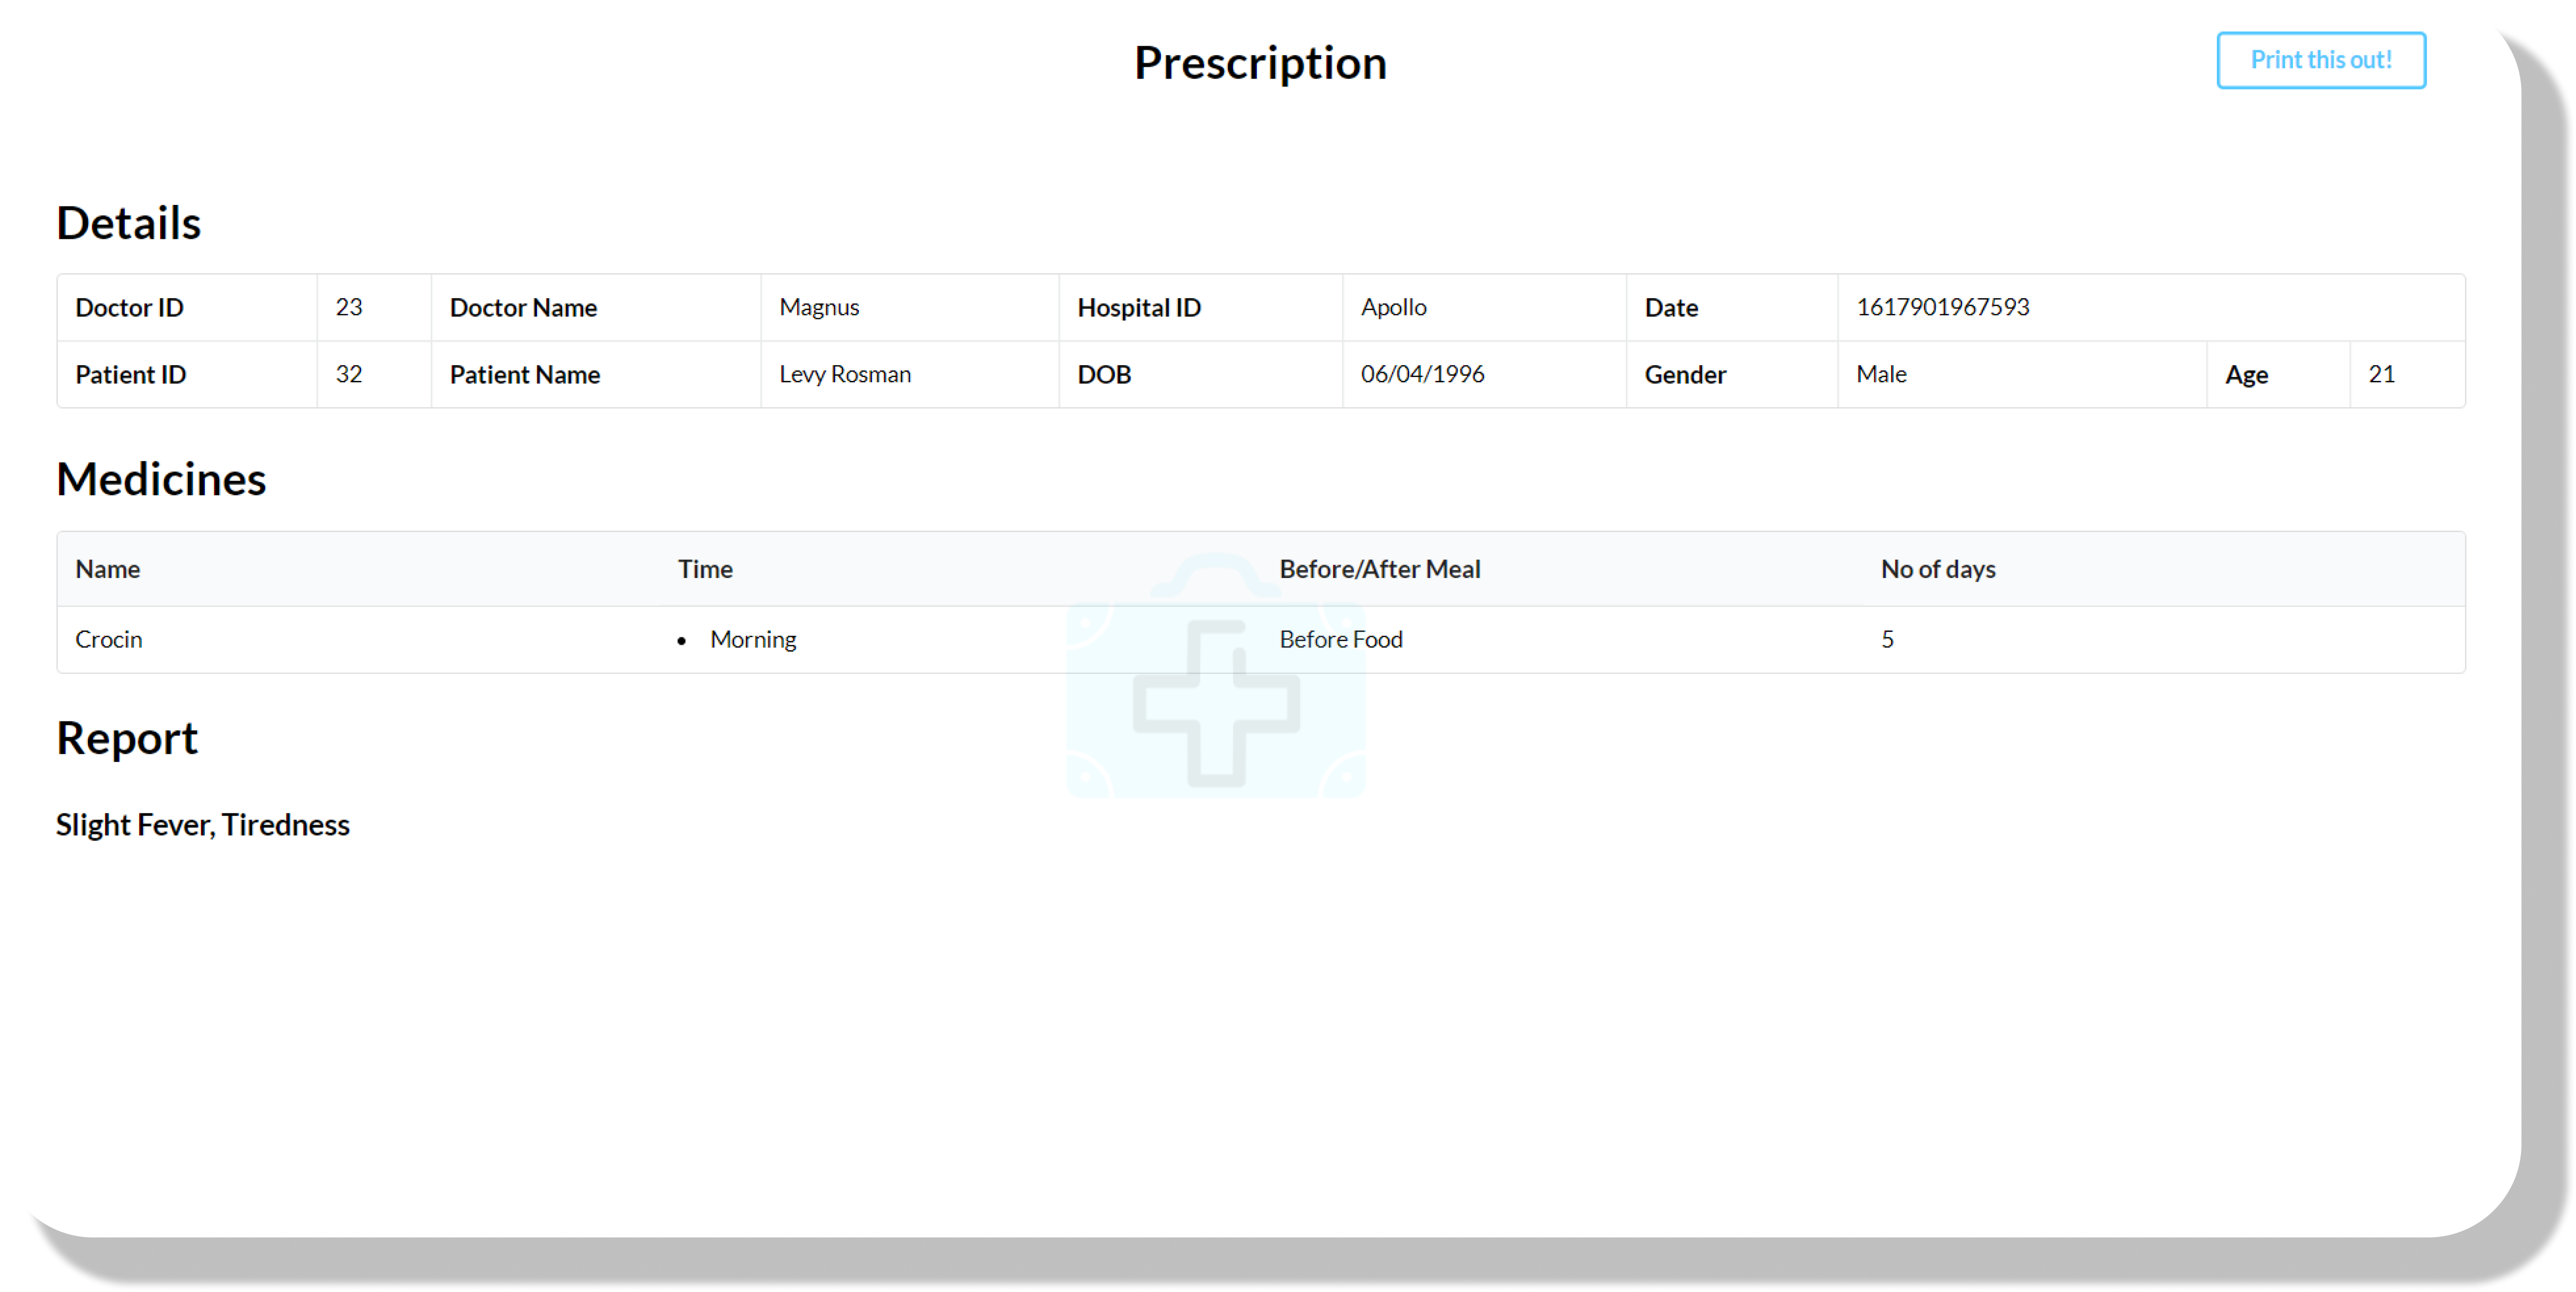 Prescription
Print this out!
Details
Doctor ID 23 Doctor Name Magnus Hospital ID Apollo Date 1617901967593
Patient ID 32 Patient Name Levy Rosman DOB 06/04/1996 Gender Male Age 21
Medicines
Name Time Before/After Meal No of days
Crocin • Morning Before Food 5
Report
Slight Fever, Tiredness